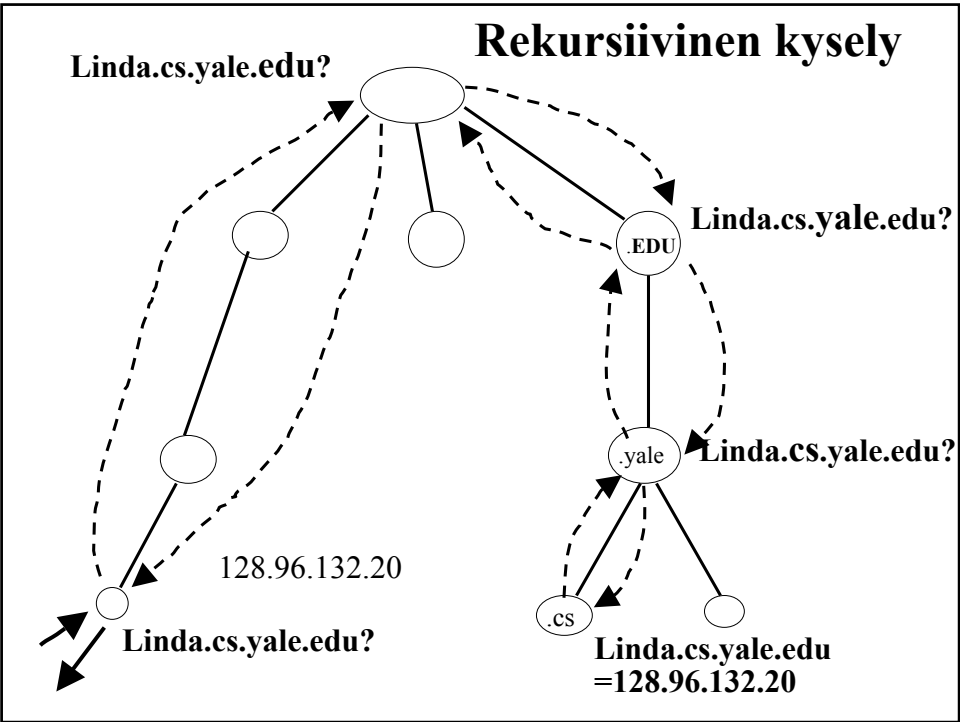 Rekursiivinen kysely
Linda.cs.yale.edu?
Linda.cs.yale.edu?
.EDU
.yale
Linda.cs.yale.edu?
128.96.132.20
.cs
Linda.cs.yale.edu?
Linda.cs.yale.edu
=128.96.132.20